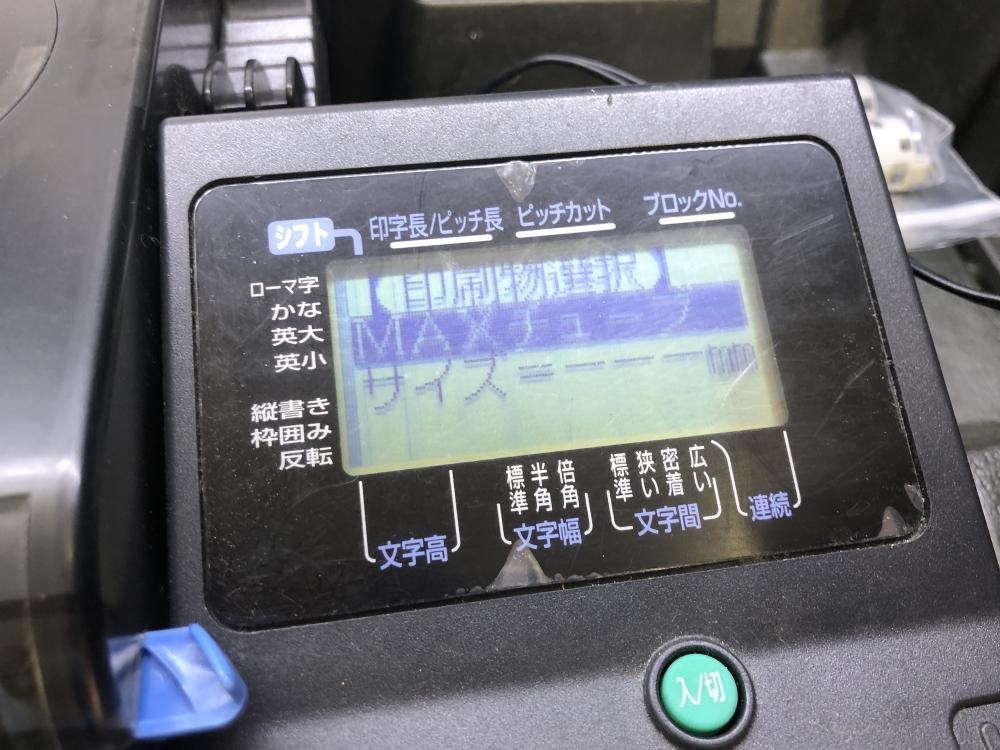 シフト
印字長/ピッチ長 ピッチカット ブロックNo.
ローマ字
かな
英大
英小
縦書き
枠囲み
反転
【印刷物選択】
MAXチューブ
サイズ=---mm
標準 半角 倍角
標準 狭い 密着 広い
文字高 文字幅 文字間 連続
入/切